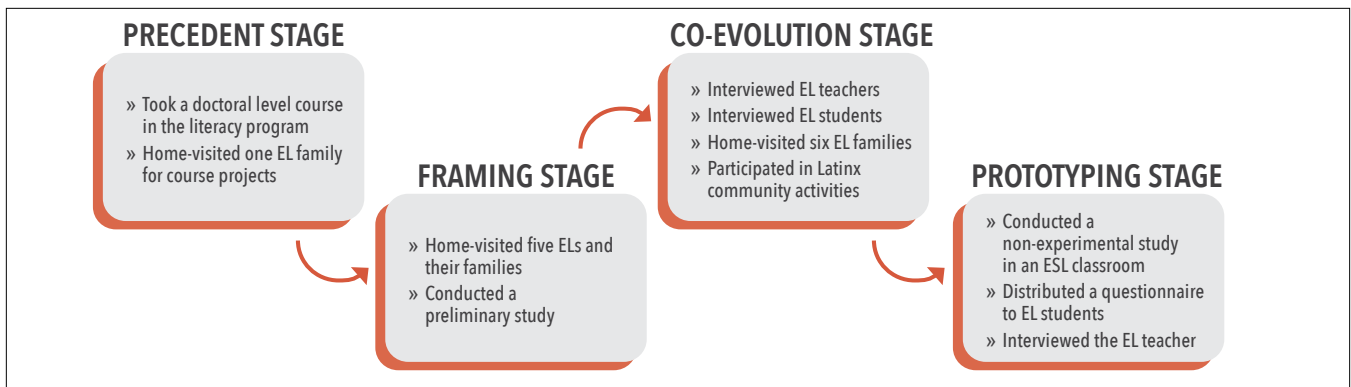 PRECEDENT STAGE
» Took a doctoral level course
in the literacy program
» Home-visited one EL family
for course projects
FRAMING STAGE
» Home-visited five ELs and
their families
» Conducted a
preliminary study
CO-EVOLUTION STAGE
» Interviewed EL teachers
» Interviewed EL students
» Home-visited six EL families
» Participated in Latinx
community activities
PROTOTYPING STAGE
» Conducted a
non-experimental study
in an ESL classroom
» Distributed a questionnaire
to EL students
» Interviewed the EL teacher